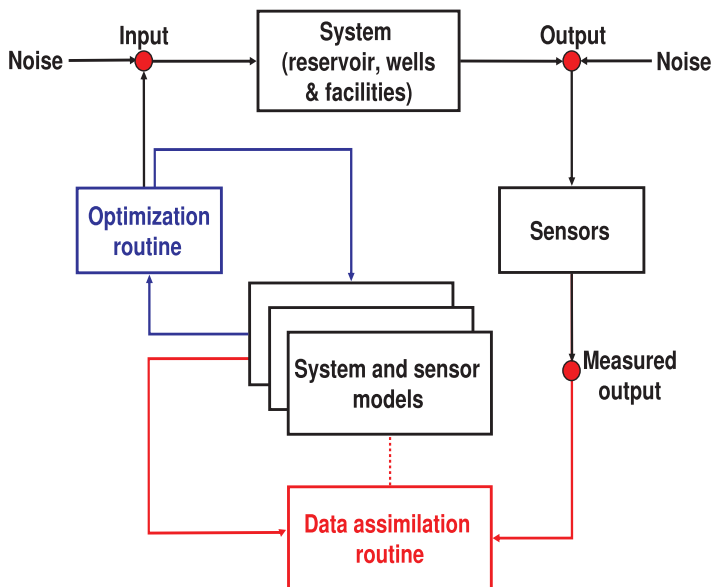 Noise
Input
System
(reservoir, wells
& facilities)
Output
Noise
Optimization
routine
Sensors
System and sensor
models
Measured
output
Data assimilation
routine